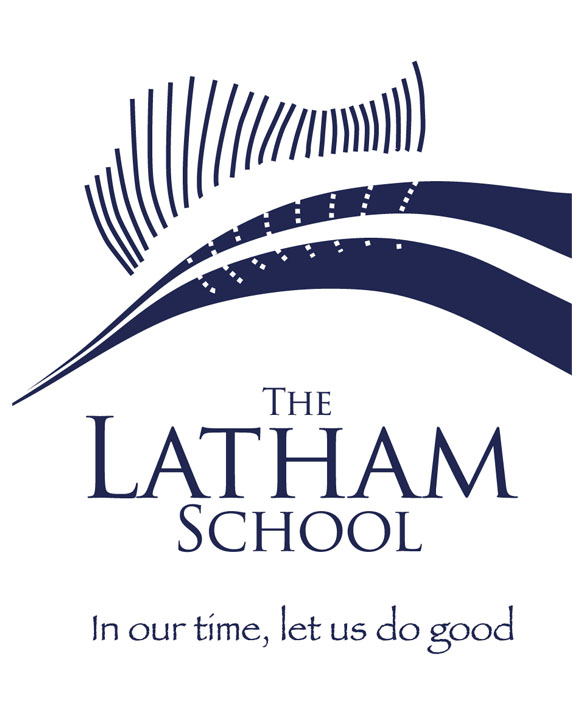 The
Latham
School
In our time, let us do good